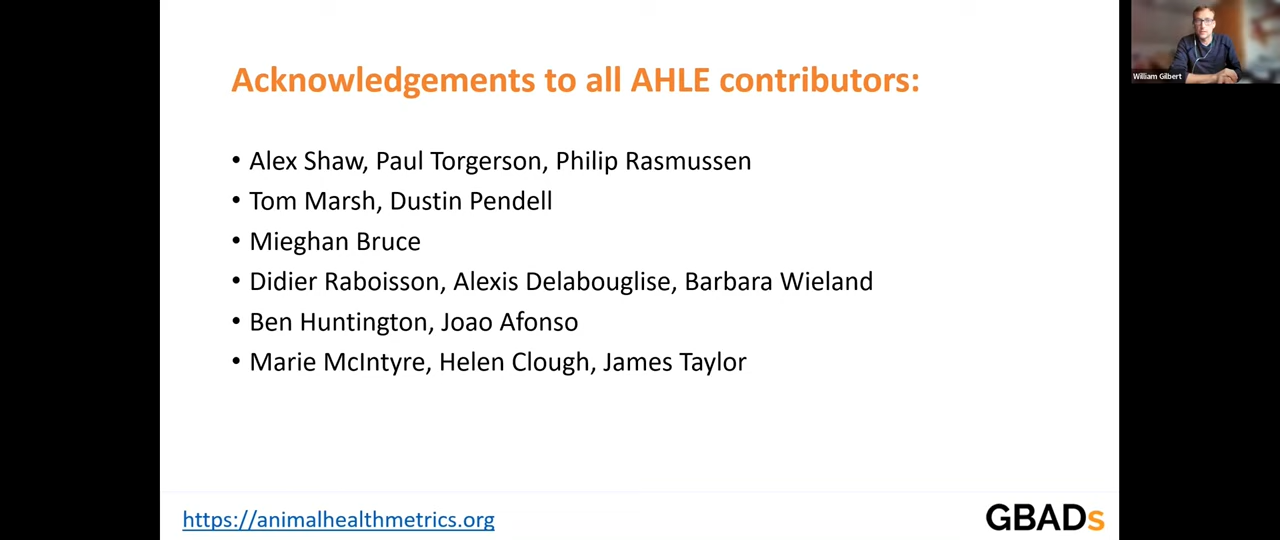 Acknowledgements to all AHLE contributors:
• Alex Shaw, Paul Torgerson, Philip Rasmussen
• Tom Marsh, Dustin Pendell
• Mieghan Bruce
• Didier Raboisson, Alexis Delabouglise, Barbara Wieland
• Ben Huntington, Joao Afonso
• Marie McIntyre, Helen Clough, James Taylor
https://animalhealthmetrics.org
GBADs
William Gilbert